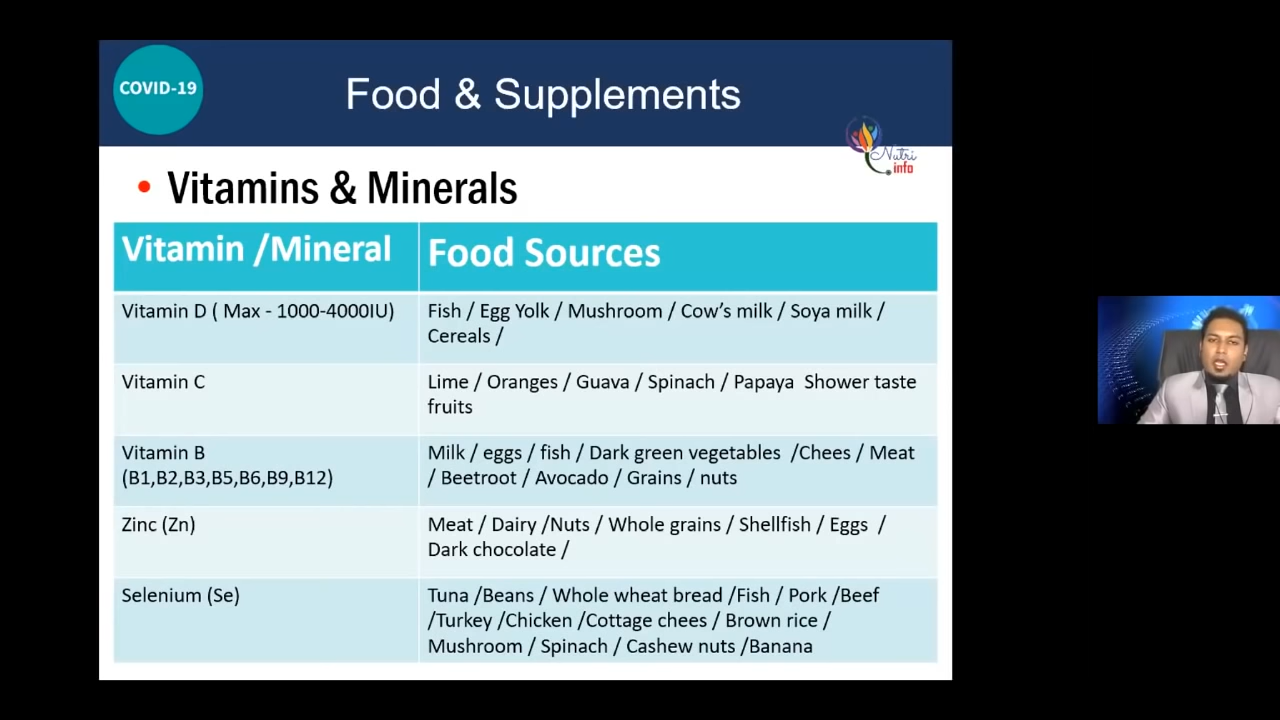 COVID-19
Food & Supplements
Nutri
info
• Vitamins & Minerals
Vitamin /Mineral
Food Sources
Vitamin D ( Max - 1000-4000IU)
Fish / Egg Yolk / Mushroom / Cow's milk / Soya milk /
Cereals /
Vitamin C
Lime / Oranges / Guava / Spinach / Papaya Shower taste
fruits
Vitamin B
(B1,B2,B3,B5,B6,B9,B12)
Milk / eggs / fish / Dark green vegetables /Chees / Meat
/ Beetroot / Avocado / Grains / nuts
Zinc (Zn)
Meat / Dairy /Nuts / Whole grains / Shellfish / Eggs /
Dark chocolate /
Selenium (Se)
Tuna /Beans / Whole wheat bread /Fish / Pork /Beef
/Turkey /Chicken /Cottage chees / Brown rice /
Mushroom / Spinach / Cashew nuts /Banana